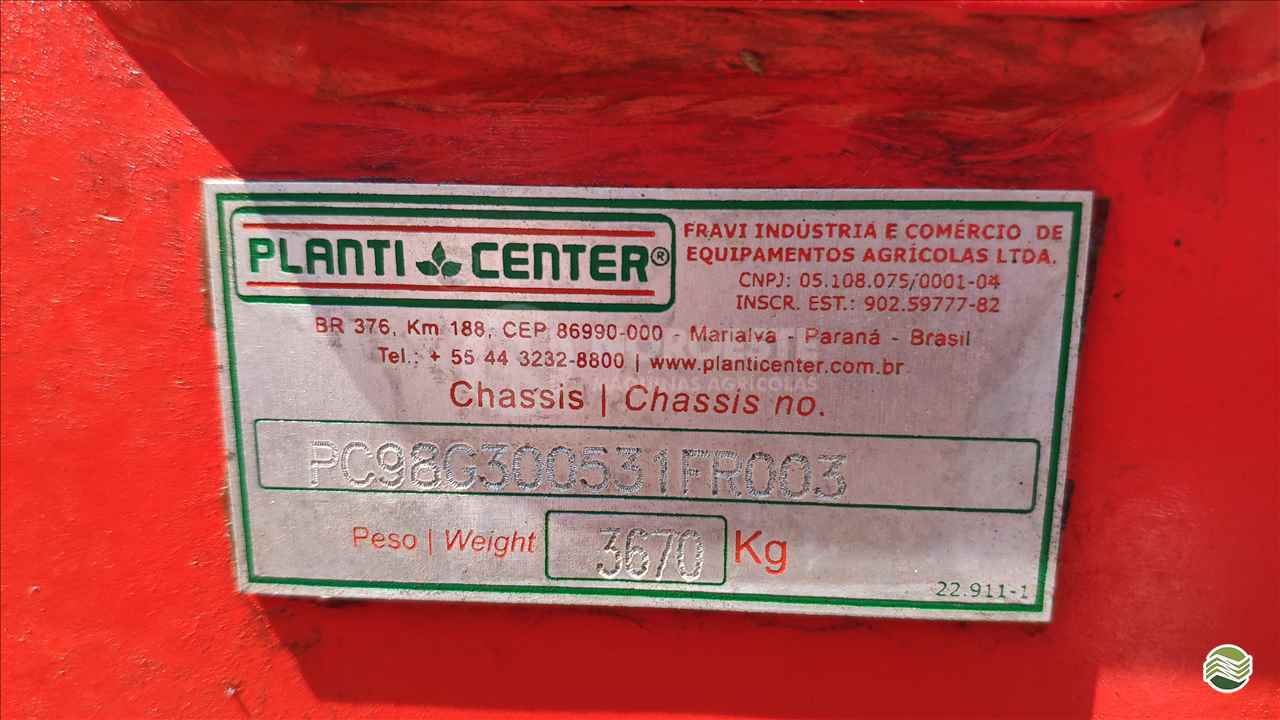 PLANTI CENTER®
FRAVI INDÚSTRIA E COMÉRCIO DE
EQUIPAMENTOS AGRÍCOLAS LTDA.
CNPJ: 05.108.075/0001-04
INSCR. EST.: 902.59777-82
BR 376, Km 188, CEP 86990-000 - Marialva - Paraná - Brasil
Tel.: + 55 44 3232-8800 | www.planticenter.com.br
MÁQUINAS AGRÍCOLAS
Chassis | Chassis no.
PC98G300531FR003
Peso | Weight 3670 Kg
22.911-1